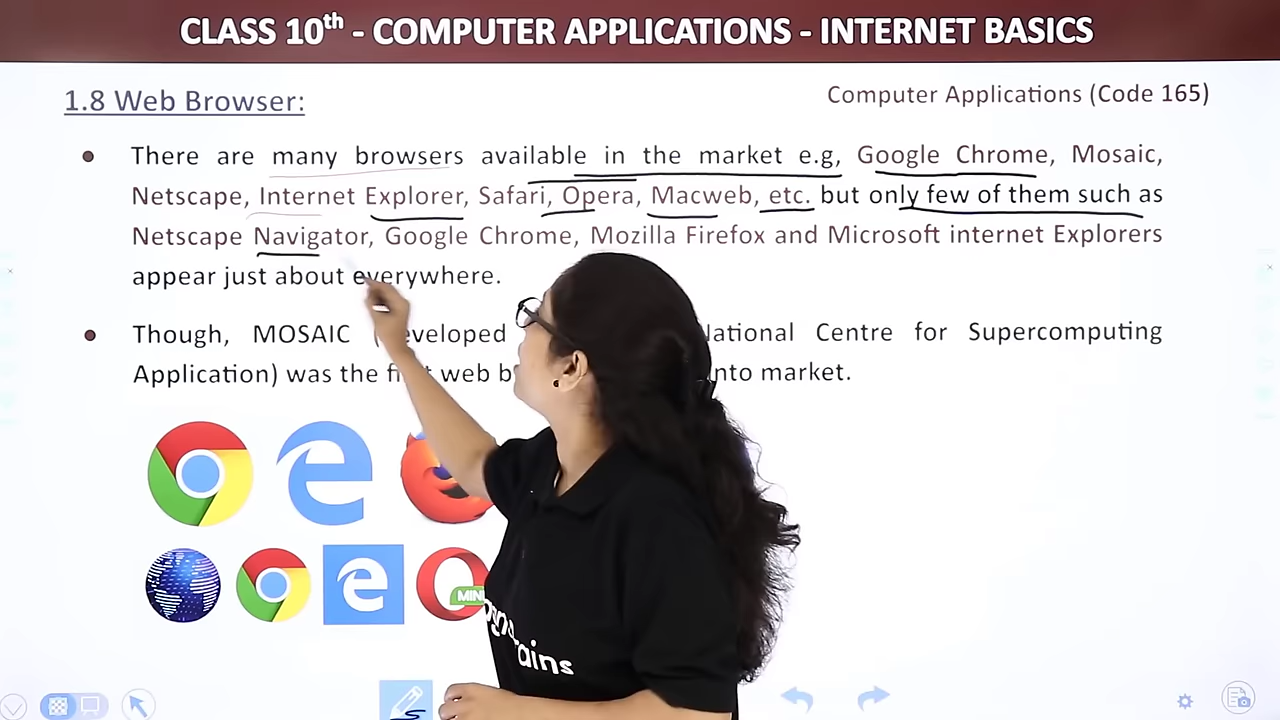 CLASS 10th - COMPUTER APPLICATIONS - INTERNET BASICS
1.8 Web Browser:
Computer Applications (Code 165)
There are many browsers available in the market e.g, Google Chrome, Mosaic,
Netscape, Internet Explorer, Safari, Opera, Macweb, etc. but only few of them such as
Netscape Navigator, Google Chrome, Mozilla Firefox and Microsoft internet Explorers
appear just about everywhere.
Though, MOSAIC National Centre for Supercomputing
Application) was the web into market.
MINI